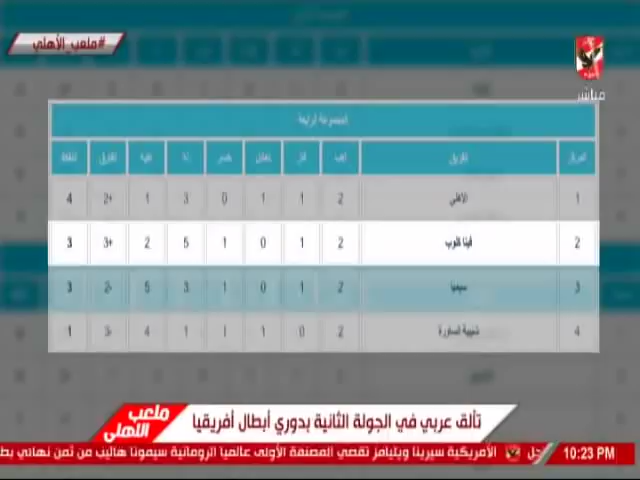 #ملعب_الأهلي
مباشر
المجموعة الرابعة
المركز الفريق لعب فاز تعادل خسر له عليه الفارق النقاط
1 الأهلي 2 1 1 0 3 1 +2 4
2 فيتا كلوب 2 1 0 1 5 2 +3 3
3 سيمبا 2 1 0 1 3 5 -2 3
4 شبيبة الساورة 2 0 1 1 1 4 -3 1
تألق عربي في الجولة الثانية بدوري أبطال أفريقيا
ملعب الأهلي
جل الأمريكية سيرينا ويليامز تقصي المصنفة الأولى عالميا الرومانية سيمونا هاليب من ثمن نهائي بط
10:23 PM